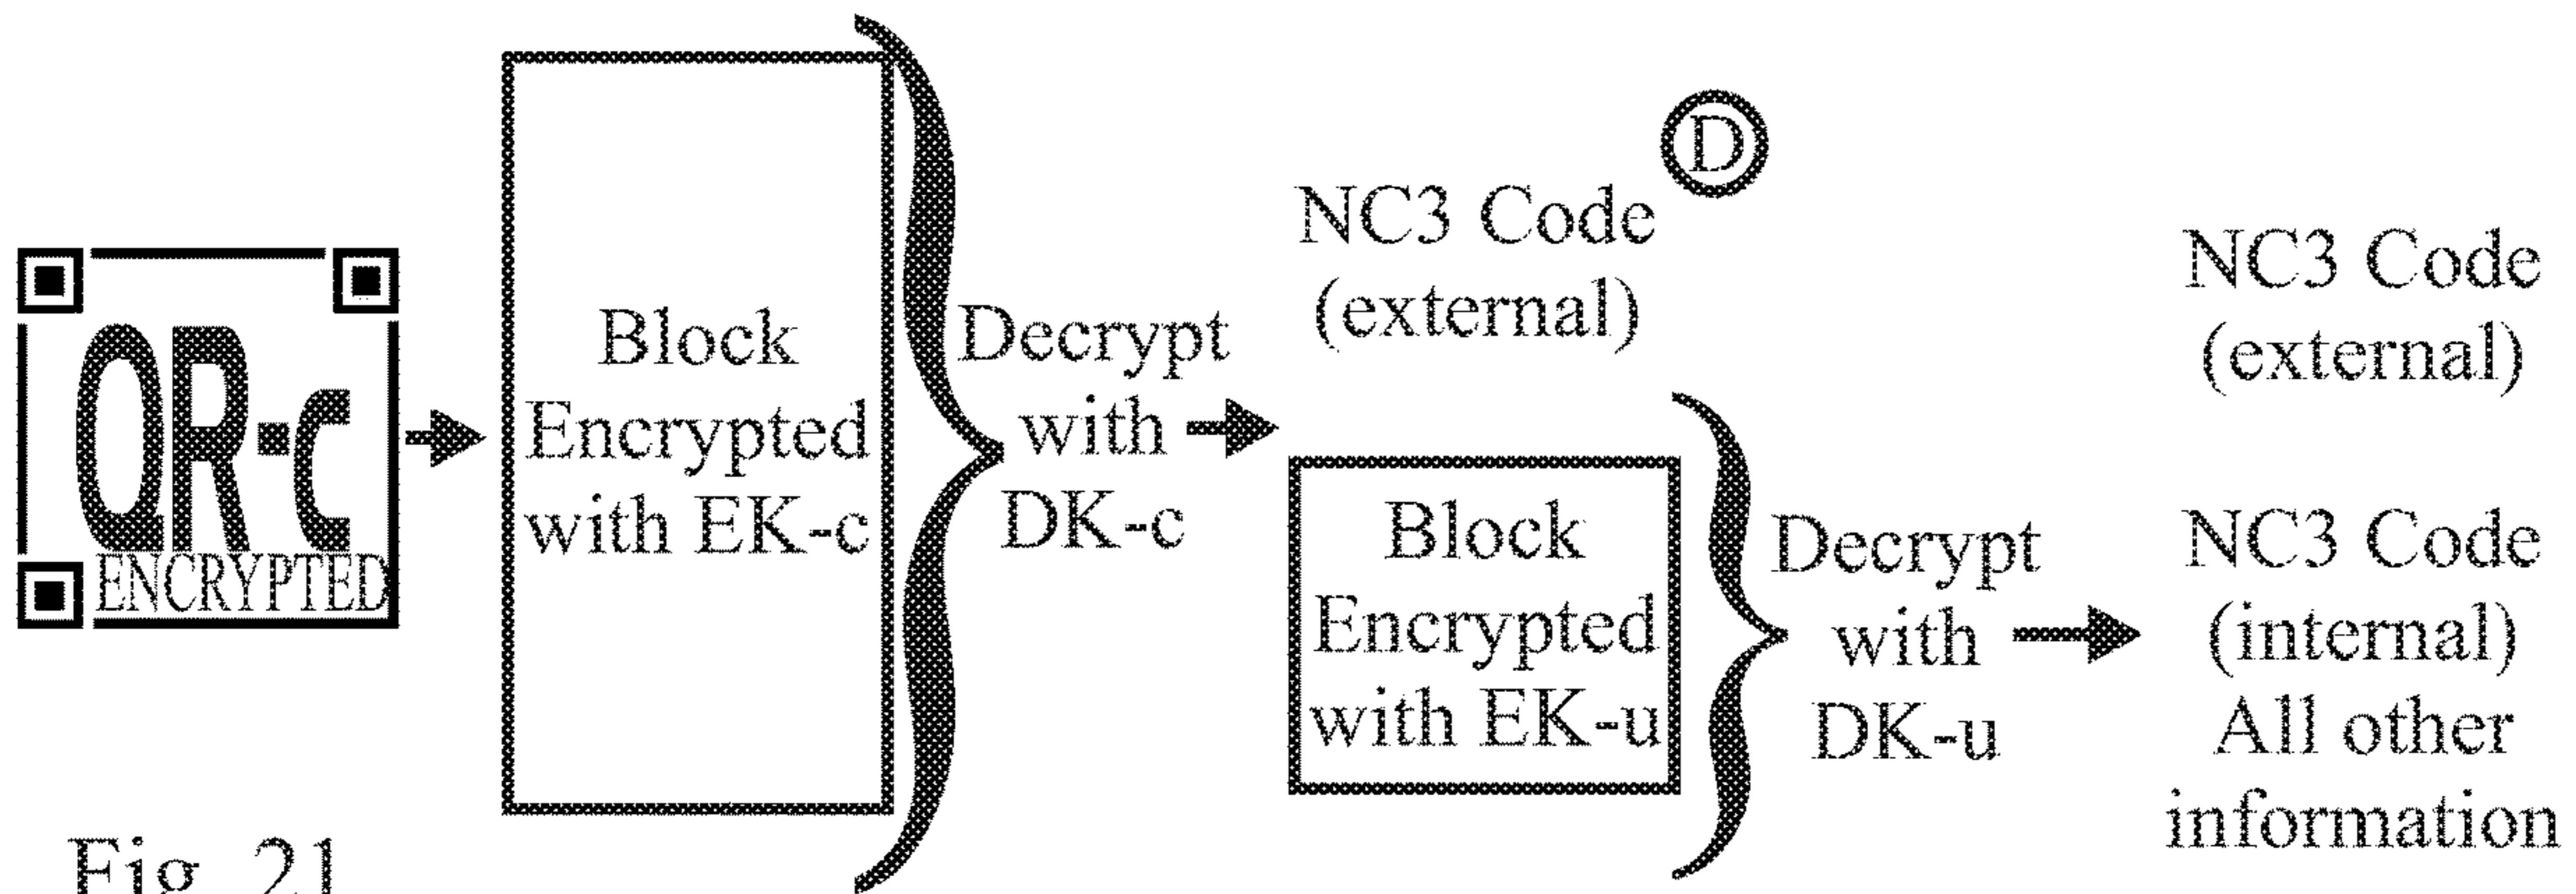 QR-c
ENCRYPTED
Block
Encrypted
with EK-c
Decrypt
with
DK-c
D
NC3 Code
(external)
Block
Encrypted
with EK-u
Decrypt
with
DK-u
NC3 Code
(external)
NC3 Code
(internal)
All other
information
Fig. 21